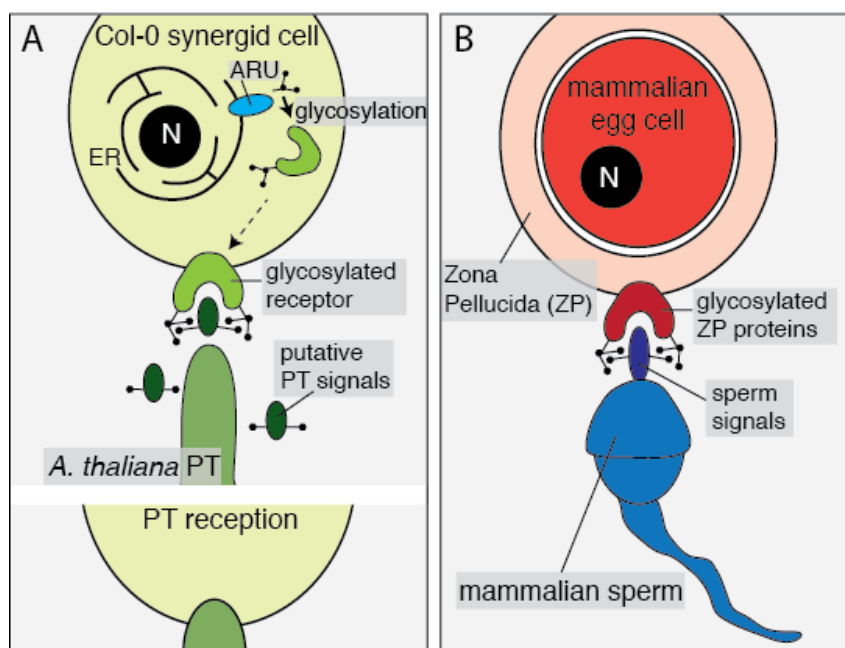 A
Col-0 synergid cell
ARU
glycosylation
N
ER
glycosylated
receptor
putative
PT signals
A. thaliana PT
PT reception
B
mammalian
egg cell
N
Zona
Pellucida (ZP)
glycosylated
ZP proteins
sperm
signals
mammalian sperm